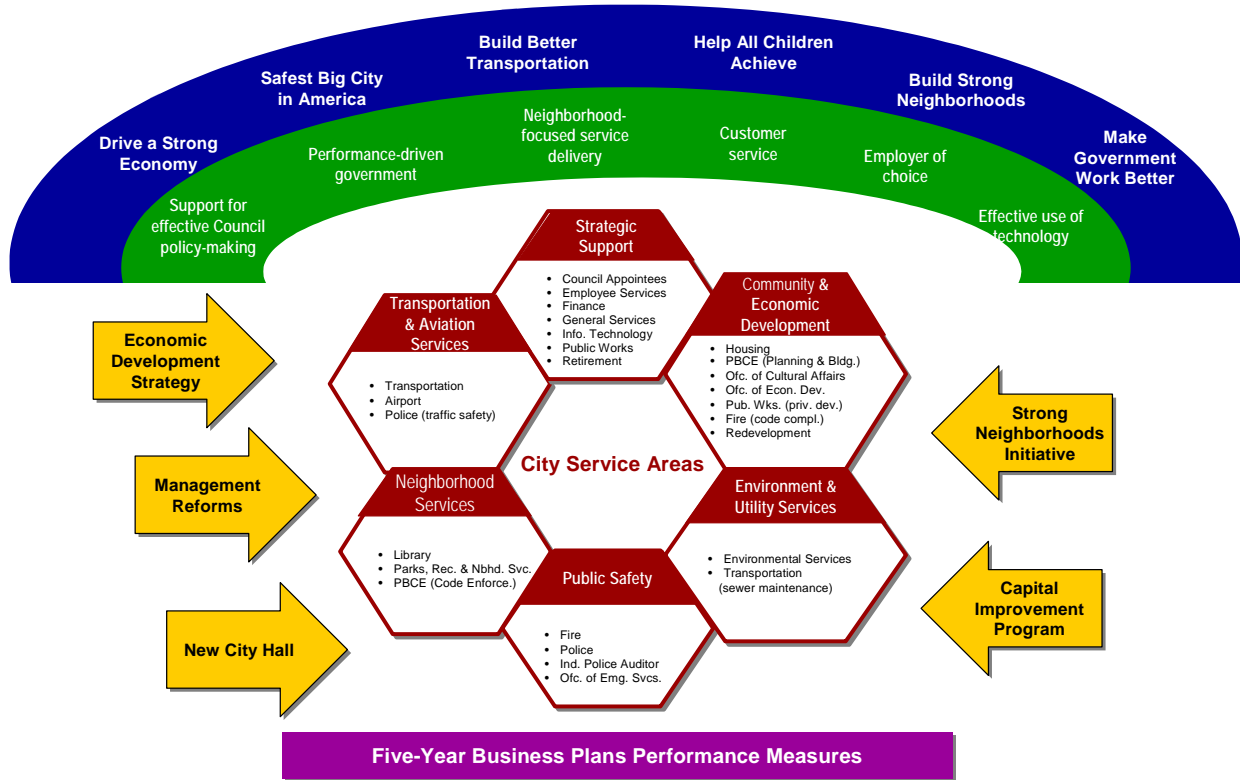 Drive a Strong
Economy
Safest Big City
in America
Build Better
Transportation
Help All Children
Achieve
Build Strong
Neighborhoods
Make
Government
Work Better
Support for
effective Council
policy-making
Performance-driven
government
Neighborhood-
focused service
delivery
Customer
service
Employer of
choice
Effective use of
technology
Economic
Development
Strategy
Management
Reforms
New City Hall
Strategic
Support
• Council Appointees
• Employee Services
• Finance
• General Services
• Info. Technology
• Public Works
• Retirement
Transportation
& Aviation
Services
• Transportation
• Airport
• Police (traffic safety)
Community &
Economic
Development
• Housing
• PBCE (Planning & Bldg.)
• Ofc. of Cultural Affairs
• Ofc. of Econ. Dev.
• Pub. Wks. (priv. dev.)
• Fire (code compl.)
• Redevelopment
City Service Areas
Neighborhood
Services
• Library
• Parks, Rec. & Nbhd. Svc.
• PBCE (Code Enforce.)
Environment &
Utility Services
• Environmental Services
• Transportation
(sewer maintenance)
Public Safety
• Fire
• Police
• Ind. Police Auditor
• Ofc. of Emg. Svcs.
Strong
Neighborhoods
Initiative
Capital
Improvement
Program
Five-Year Business Plans Performance Measures